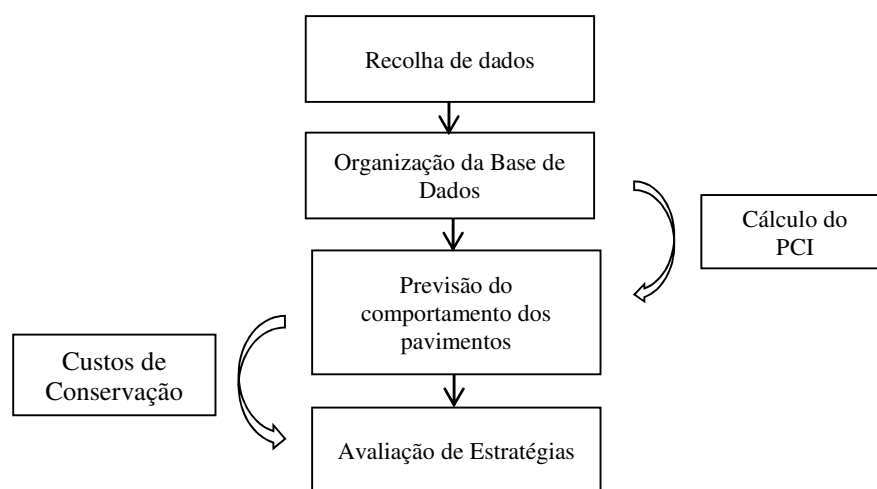 Recolha de dados
Organização da Base de
Dados
Cálculo do
PCI
Previsão do
comportamento dos
pavimentos
Custos de
Conservação
Avaliação de Estratégias